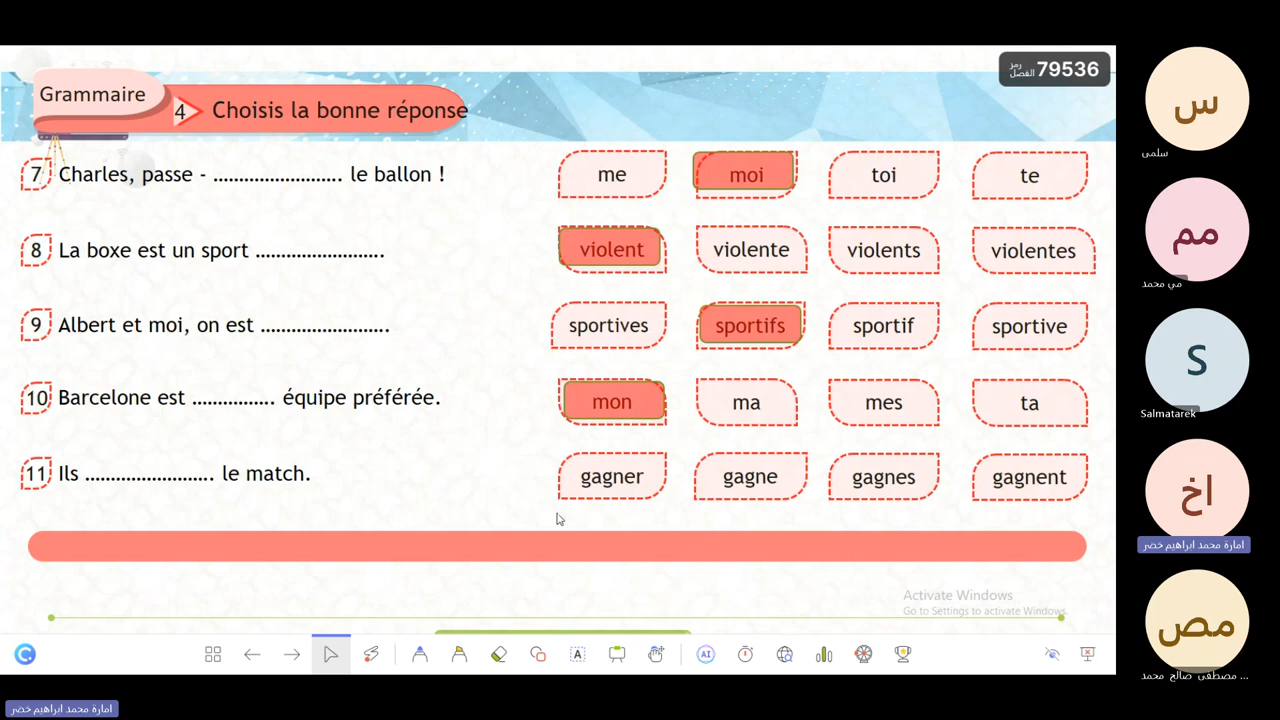 Grammaire
4
Choisis la bonne réponse
رمز الفصل 79536
7 Charles, passe - ........................ le ballon !
me moi toi te
8 La boxe est un sport ........................
violent violente violents violentes
9 Albert et moi, on est ........................
sportives sportifs sportif sportive
10 Barcelone est ............... équipe préférée.
mon ma mes ta
11 Ils ........................ le match.
gagner gagne gagnes gagnent
Activate Windows
Go to Settings to activate Windows.
A
AI
س
سلمى
مم
مي محمد
S
Salmatarek
اخ
امارة محمد ابراهيم خضر
مص
مصطفى صالح محمد ...
امارة محمد ابراهيم خضر